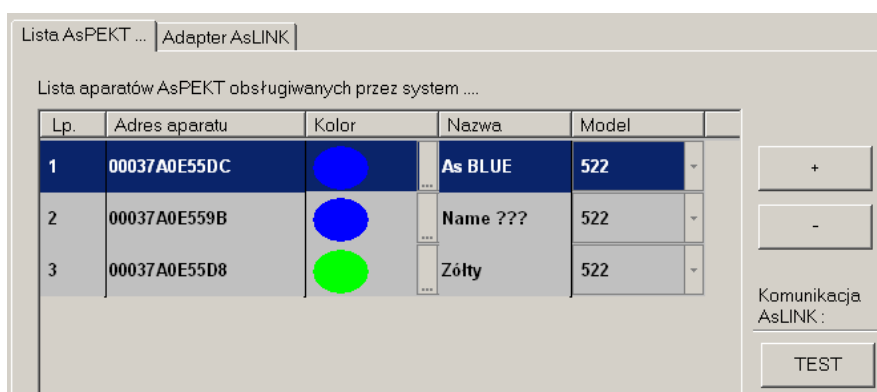 Lista AsPEKT ... Adapter AsLINK
Lista aparatów AsPEKT obsługiwanych przez system ....
Lp. Adres aparatu Kolor Nazwa Model
1 00037A0E55DC ... As BLUE 522
+
2 00037A0E559B ... Name ??? 522
-
3 00037A0E55D8 ... Zółty 522
Komunikacja
AsLINK :
TEST